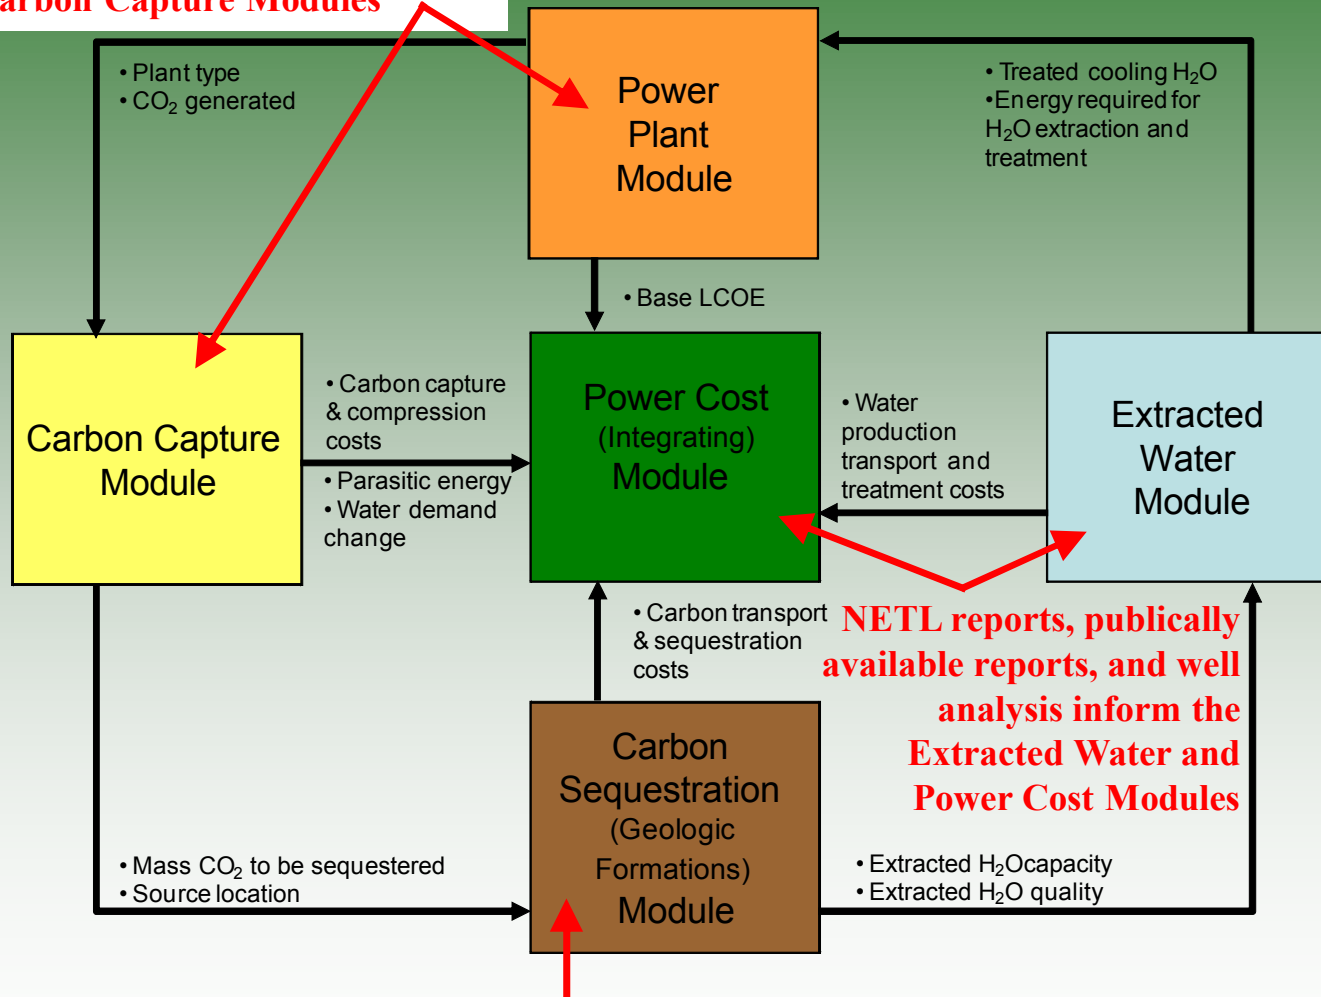 arbon Capture Modules
• Plant type
• CO₂ generated
Power
Plant
Module
• Treated cooling H₂O
•Energy required for
H₂O extraction and
treatment
• Base LCOE
Carbon Capture
Module
• Carbon capture
& compression
costs
• Parasitic energy
• Water demand
change
Power Cost
(Integrating)
Module
• Water
production
transport and
treatment costs
Extracted
Water
Module
• Carbon transport
& sequestration
costs
NETL reports, publically
available reports, and well
analysis inform the
Extracted Water and
Power Cost Modules
Carbon
Sequestration
(Geologic
Formations)
Module
• Mass CO₂ to be sequestered
• Source location
• Extracted H₂Ocapacity
• Extracted H₂O quality